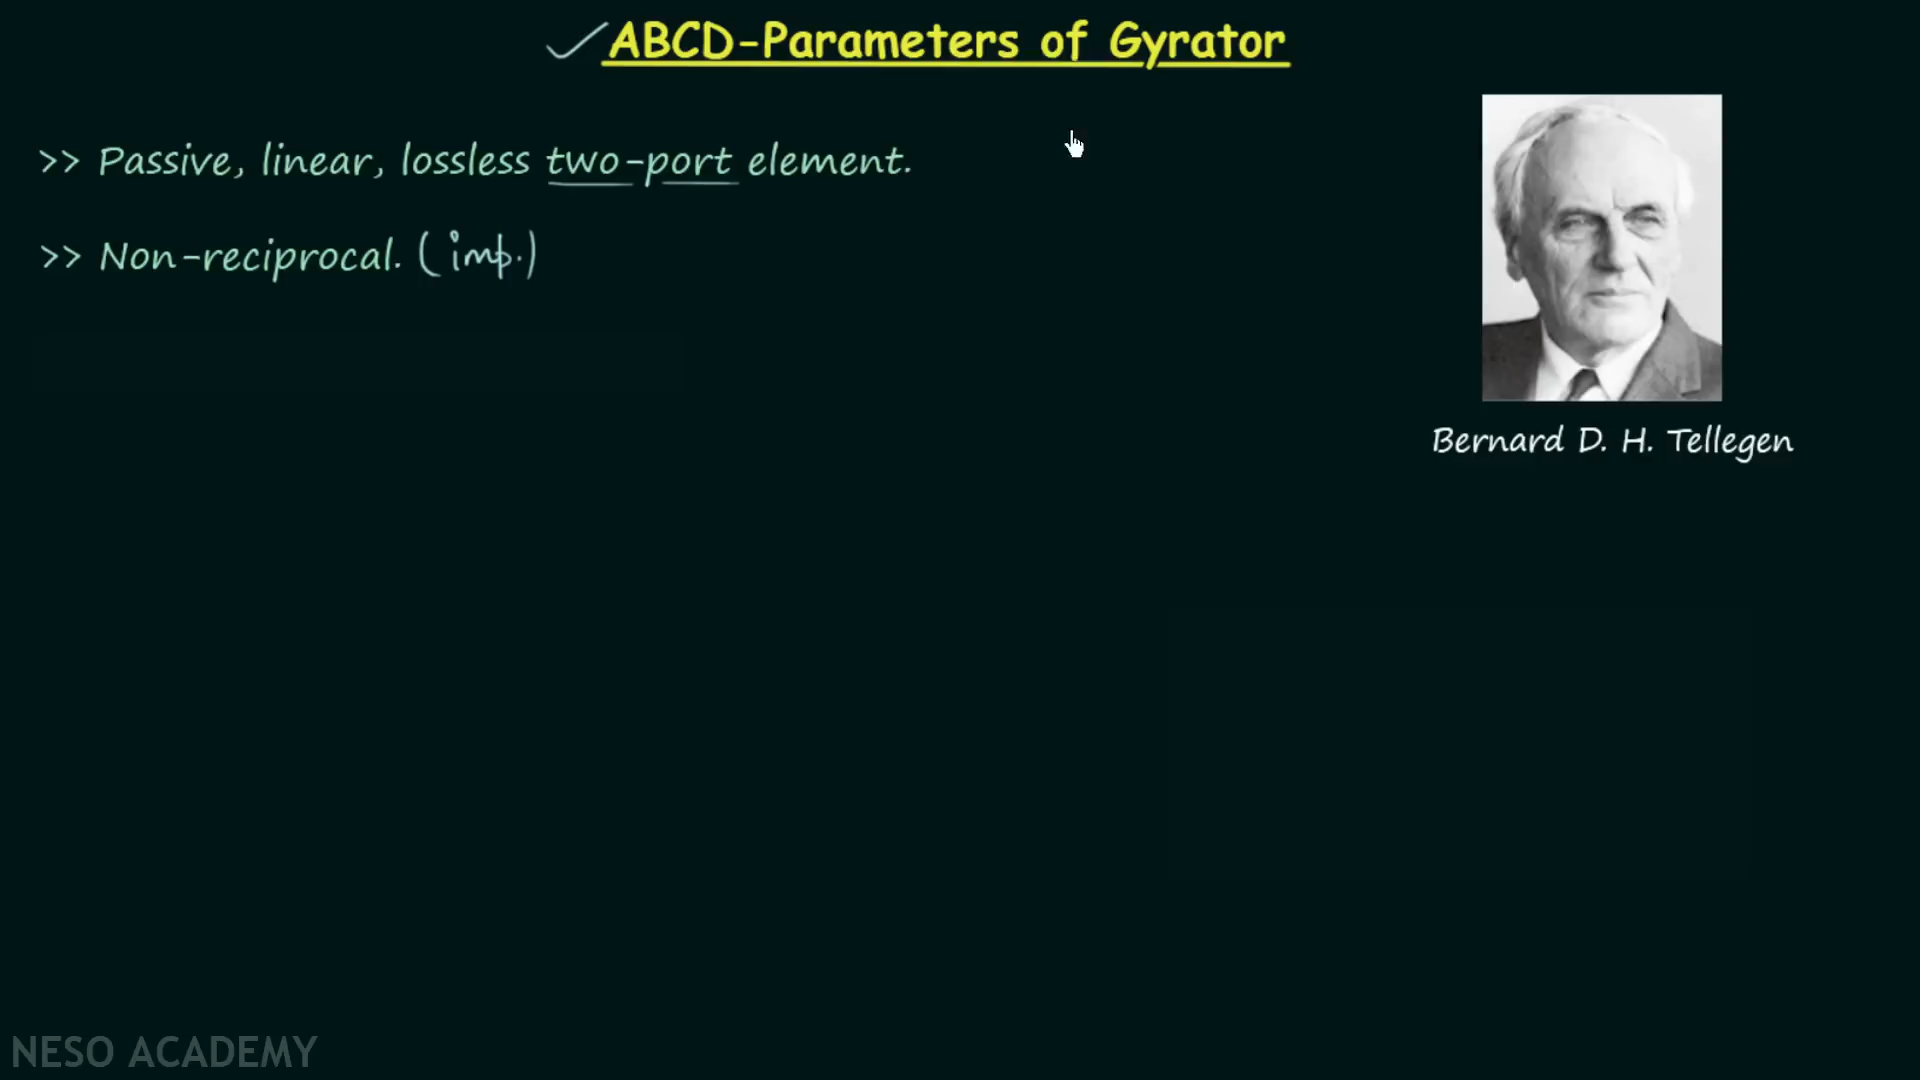 ABCD-Parameters of Gyrator
>> Passive, linear, lossless two-port element.
>> Non-reciprocal. (imp.)
Bernard D. H. Tellegen
NESO ACADEMY